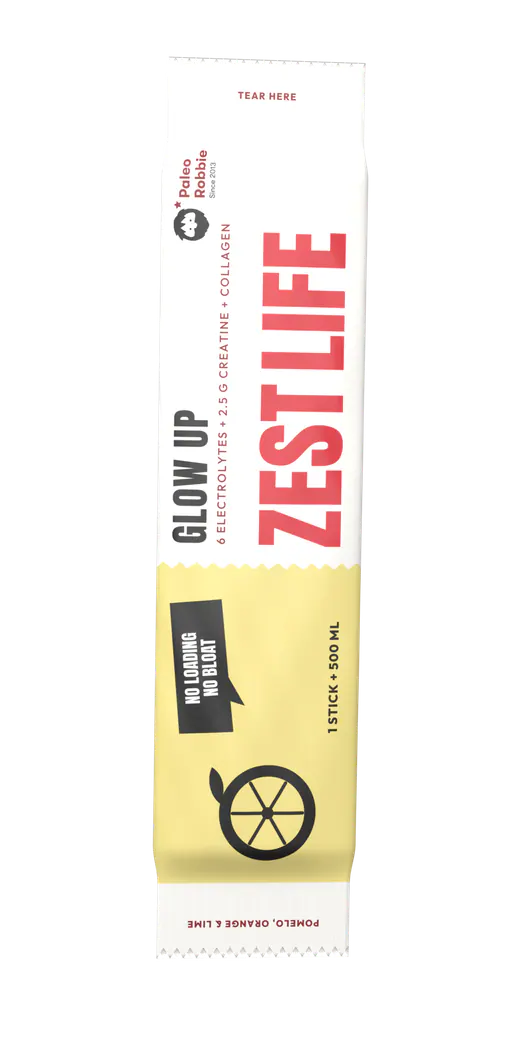 TEAR HERE
Paleo
Robbie
Since 2013
GLOW UP
6 ELECTROLYTES + 2.5 G CREATINE + COLLAGEN
ZEST LIFE
NO LOADING
NO BLOAT
1 STICK + 500 ML
POMELO, ORANGE & LIME